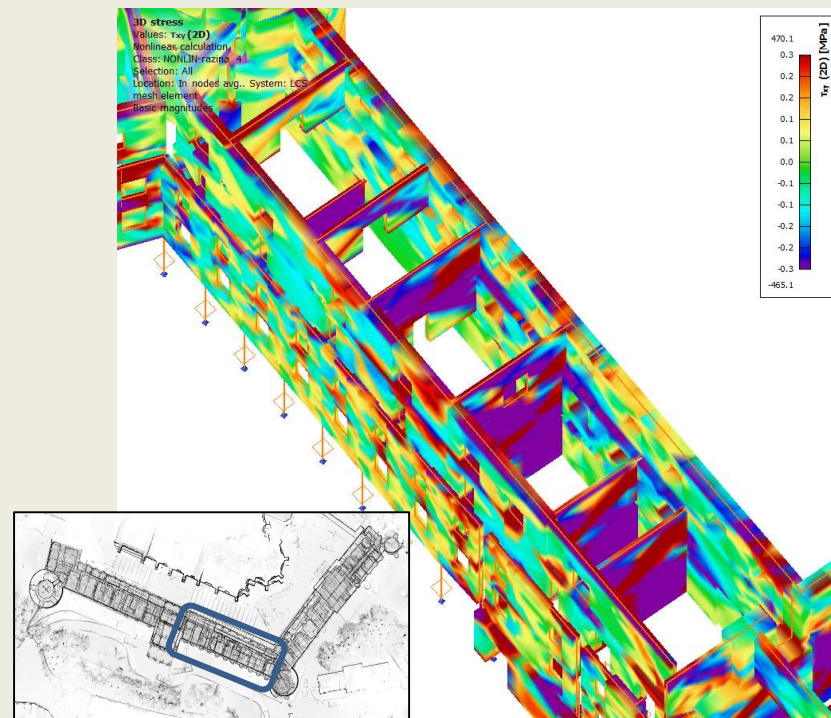 3D stress
Values: τxy (2D)
Nonlinear calculation
Class: NONLIN-razina 4
Selection: All
Location: In nodes avg.. System: LCS
mesh element
Basic magnitudes
470.1
0.3
0.2
0.2
0.1
0.1
0.0
-0.1
-0.1
-0.2
-0.2
-0.3
-465.1
τxy (2D) [MPa]